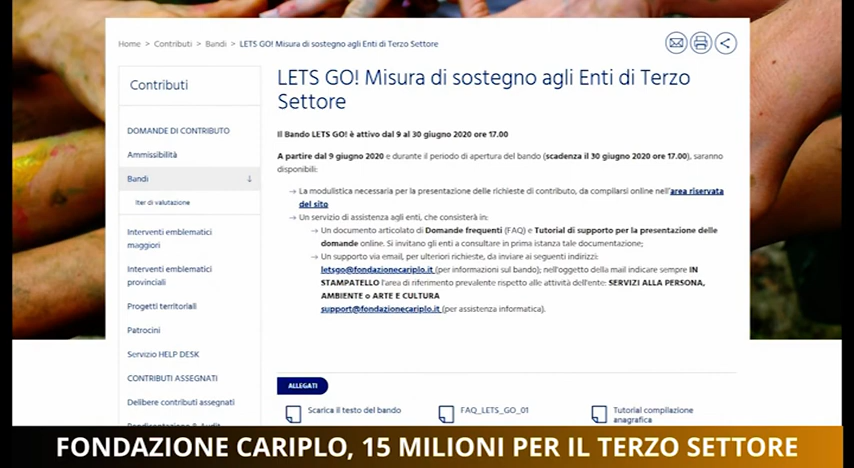 Home > Contributi > Bandi > LETS GO! Misura di sostegno agli Enti di Terzo Settore
Contributi
DOMANDE DI CONTRIBUTO
Ammissibilità
Bandi
Iter di valutazione
Interventi emblematici
maggiori
Interventi emblematici
provinciali
Progetti territoriali
Patrocini
Servizio HELP DESK
CONTRIBUTI ASSEGNATI
Delibere contributi assegnati
Rendicontazione & Audit
LETS GO! Misura di sostegno agli Enti di Terzo
Settore
Il Bando LETS GO! è attivo dal 9 al 30 giugno 2020 ore 17.00
A partire dal 9 giugno 2020 e durante il periodo di apertura del bando (scadenza il 30 giugno 2020 ore 17.00), saranno
disponibili:
→ La modulistica necessaria per la presentazione delle richieste di contributo, da compilarsi online nell'area riservata
del sito
→ Un servizio di assistenza agli enti, che consisterà in:
→ Un documento articolato di Domande frequenti (FAQ) e Tutorial di supporto per la presentazione delle
domande online. Si invitano gli enti a consultare in prima istanza tale documentazione;
→ Un supporto via email, per ulteriori richieste, da inviare ai seguenti indirizzi:
letsgo@fondazionecariplo.it (per informazioni sul bando); nell'oggetto della mail indicare sempre IN
STAMPATELLO l'area di riferimento prevalente rispetto alle attività dell'ente: SERVIZI ALLA PERSONA,
AMBIENTE o ARTE E CULTURA
support@fondazionecariplo.it (per assistenza informatica).
ALLEGATI
Scarica il testo del bando
FAQ_LETS_GO_01
Tutorial compilazione
anagrafica
FONDAZIONE CARIPLO, 15 MILIONI PER IL TERZO SETTORE